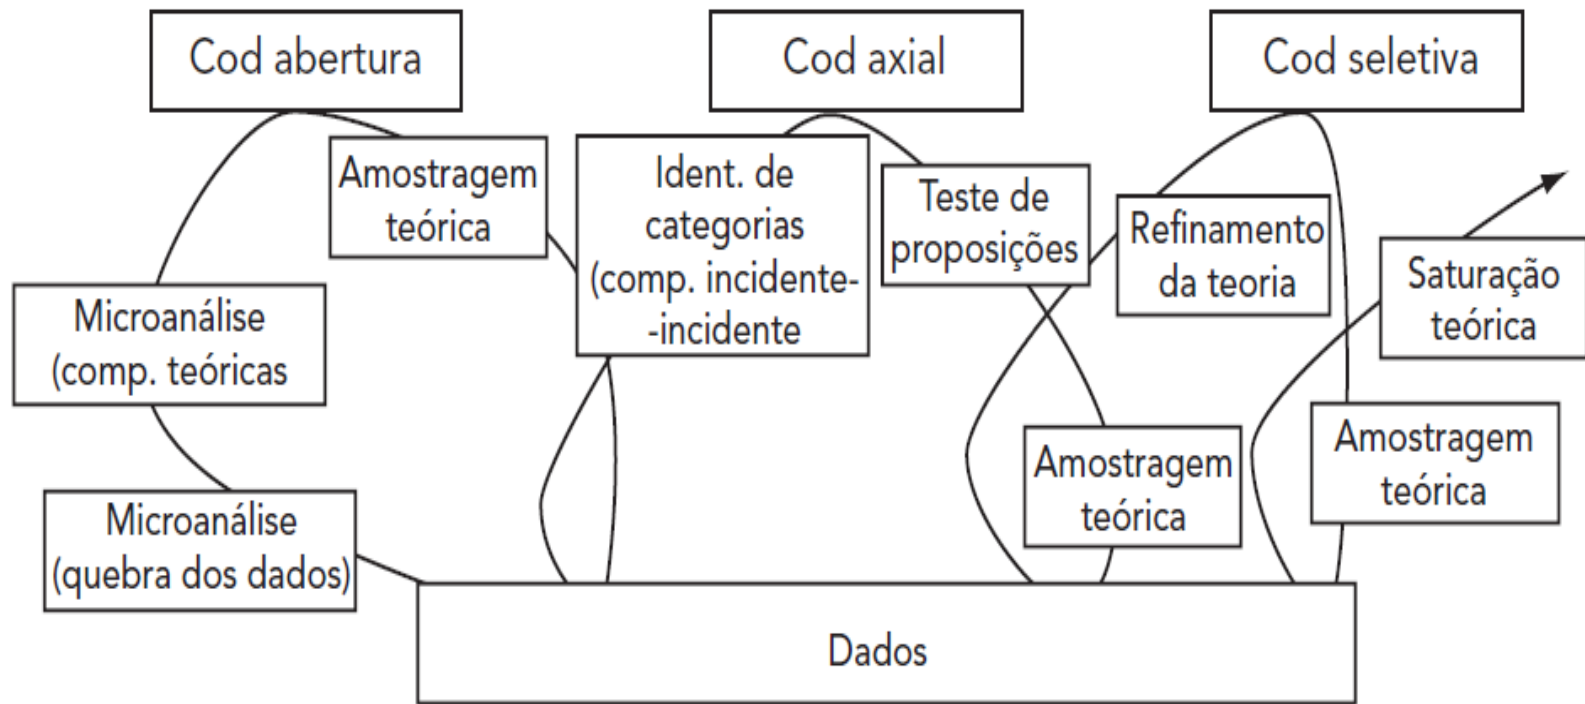 Cod abertura
Cod axial
Cod seletiva
Amostragem
teórica
Ident. de
categorias
(comp. incidente-
-incidente
Teste de
proposições
Refinamento
da teoria
Saturação
teórica
Microanálise
(comp. teóricas
Amostragem
teórica
Amostragem
teórica
Microanálise
(quebra dos dados)
Dados